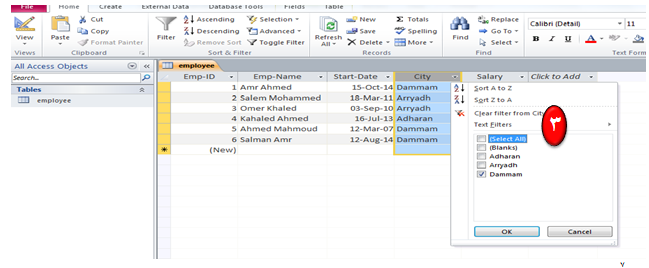 File Home Create External Data Database Tools Fields Table
View Paste Cut Copy Format Painter Filter Ascending Descending Remove Sort Selection Advanced Toggle Filter Refresh All New Save Delete Totals Spelling More Find Replace Go To Select Calibri (Detail) 11 B I U A
Views Clipboard Sort & Filter Records Find Text Form
All Access Objects
Search...
Tables
employee
employee
Emp-ID Emp-Name Start-Date City Salary Click to Add
1 Amr Ahmed 15-Oct-14 Dammam
2 Salem Mohammed 18-Mar-11 Arryadh
3 Omer Khaled 03-Sep-10 Arryadh
4 Kahaled Ahmed 16-Jul-13 Adharan
5 Ahmed Mahmoud 12-Mar-07 Dammam
6 Salman Amr 12-Aug-14 Dammam
(New)
Sort A to Z
Sort Z to A
Clear filter from City
Text Filters
٣
(Select All)
(Blanks)
Adharan
Arryadh
Dammam
OK Cancel
٧